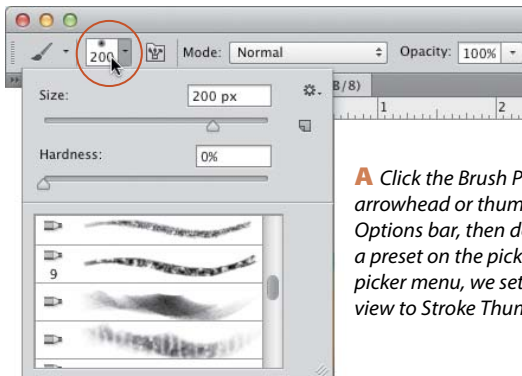 200 Mode: Normal Opacity: 100%
B/8)
Size: 200 px
1 2
Hardness: 0%
9
A Click the Brush P
arrowhead or thum
Options bar, then d
a preset on the pick
picker menu, we set
view to Stroke Thun